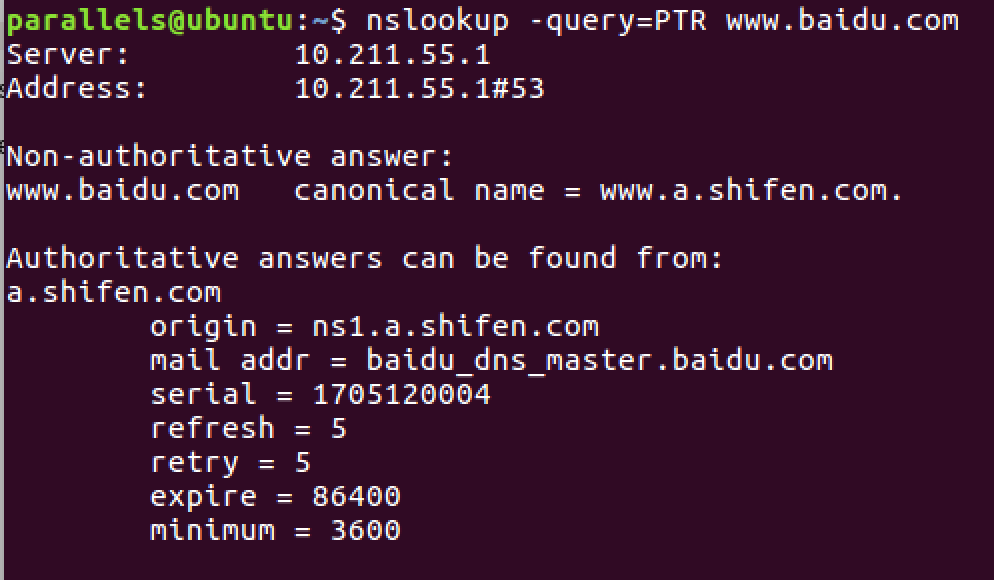 parallels@ubuntu:~$ nslookup -query=PTR www.baidu.com
Server:		10.211.55.1
Address:	10.211.55.1#53
Non-authoritative answer:
www.baidu.com	canonical name = www.a.shifen.com.
Authoritative answers can be found from:
a.shifen.com
	origin = ns1.a.shifen.com
	mail addr = baidu_dns_master.baidu.com
	serial = 1705120004
	refresh = 5
	retry = 5
	expire = 86400
	minimum = 3600